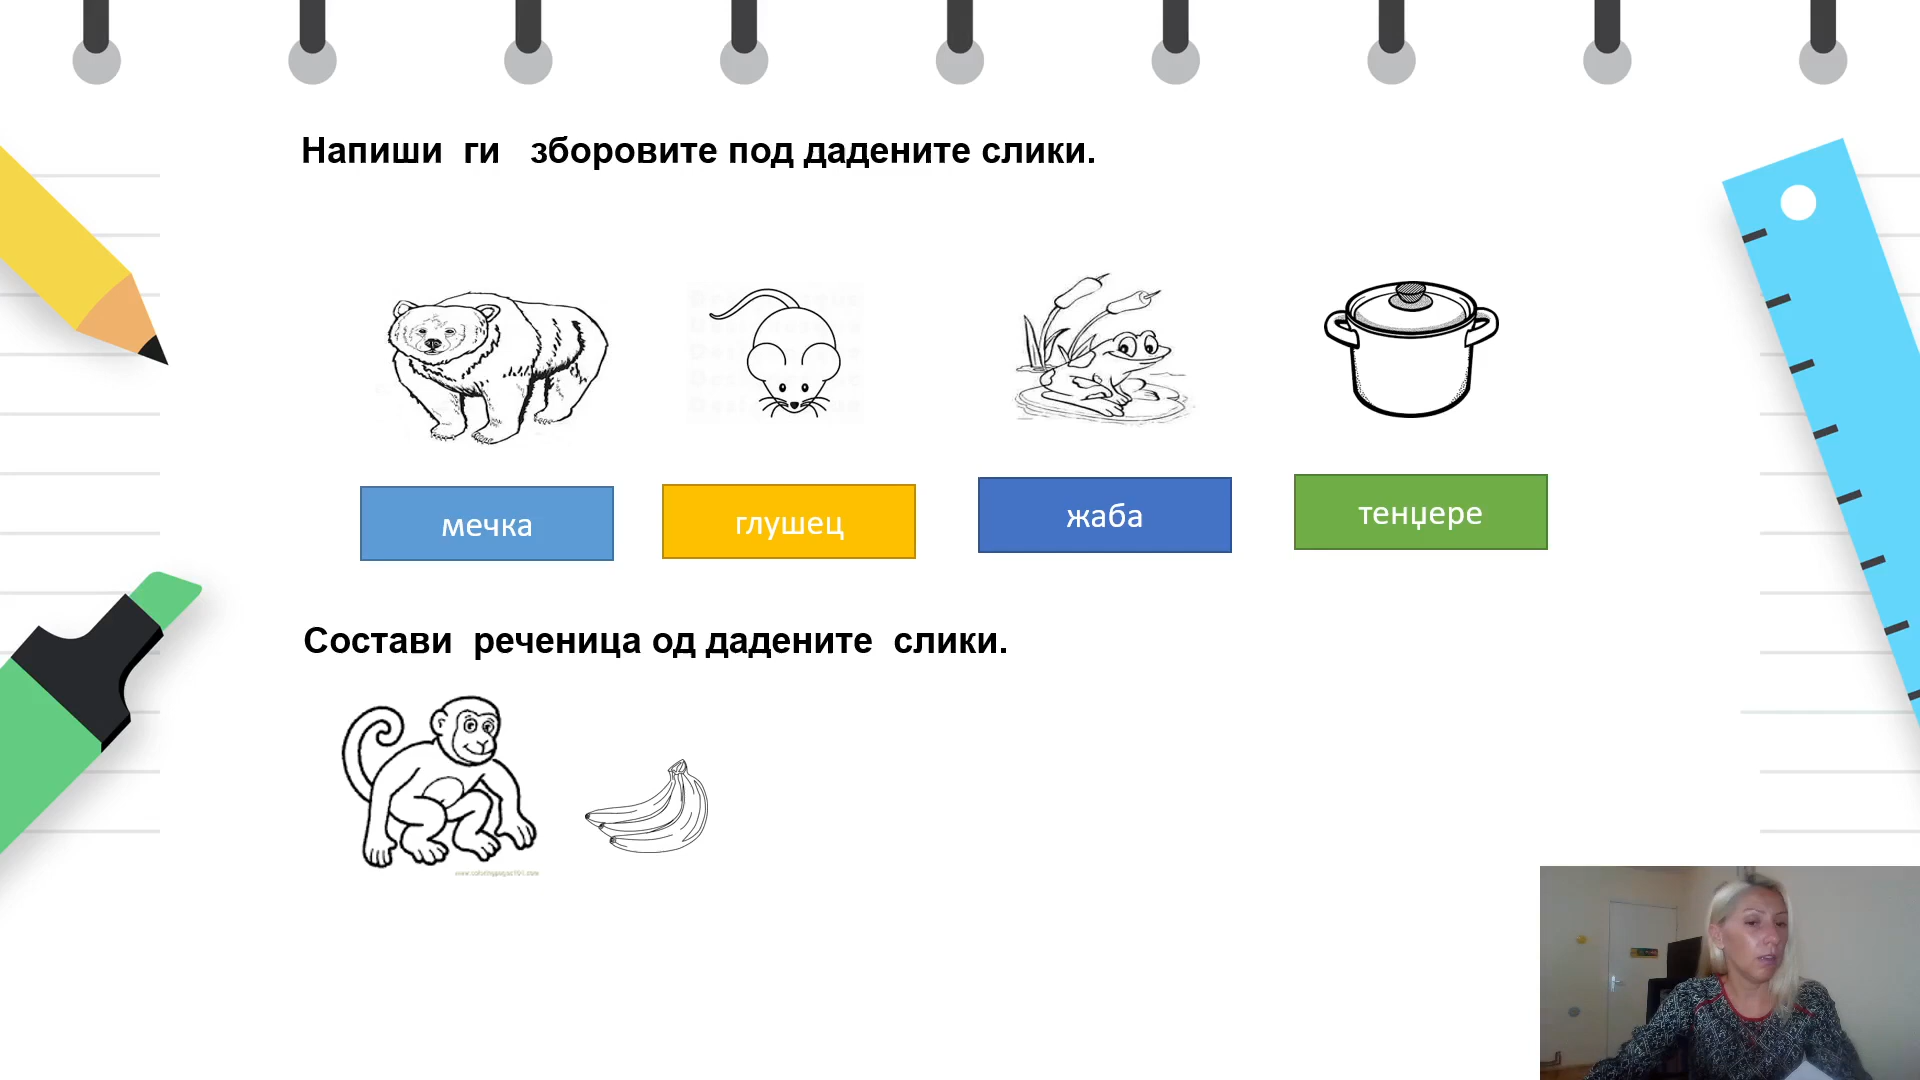 Напиши ги зборовите под дадените слики.
мечка
глушец
жаба
тенџере
Состави реченица од дадените слики.